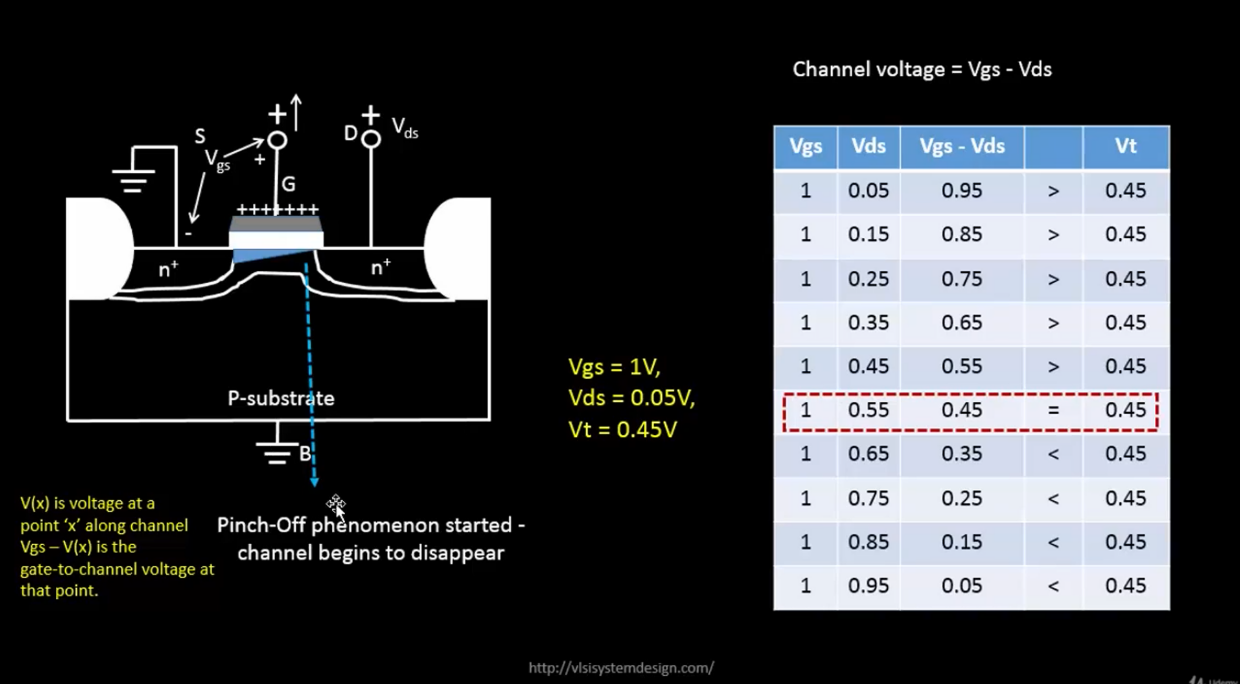 Channel voltage = Vgs - Vds
S
Vgs
+
+
G
D
+
Vds
+++++++
-
n+
n+
P-substrate
B
V(x) is voltage at a
point ‘x’ along channel
Vgs – V(x) is the
gate-to-channel voltage at
that point.
Pinch-Off phenomenon started -
channel begins to disappear
Vgs = 1V,
Vds = 0.05V,
Vt = 0.45V
Vgs Vds Vgs - Vds Vt
1 0.05 0.95 > 0.45
1 0.15 0.85 > 0.45
1 0.25 0.75 > 0.45
1 0.35 0.65 > 0.45
1 0.45 0.55 > 0.45
1 0.55 0.45 = 0.45
1 0.65 0.35 < 0.45
1 0.75 0.25 < 0.45
1 0.85 0.15 < 0.45
1 0.95 0.05 < 0.45
http://vlsisystemdesign.com/